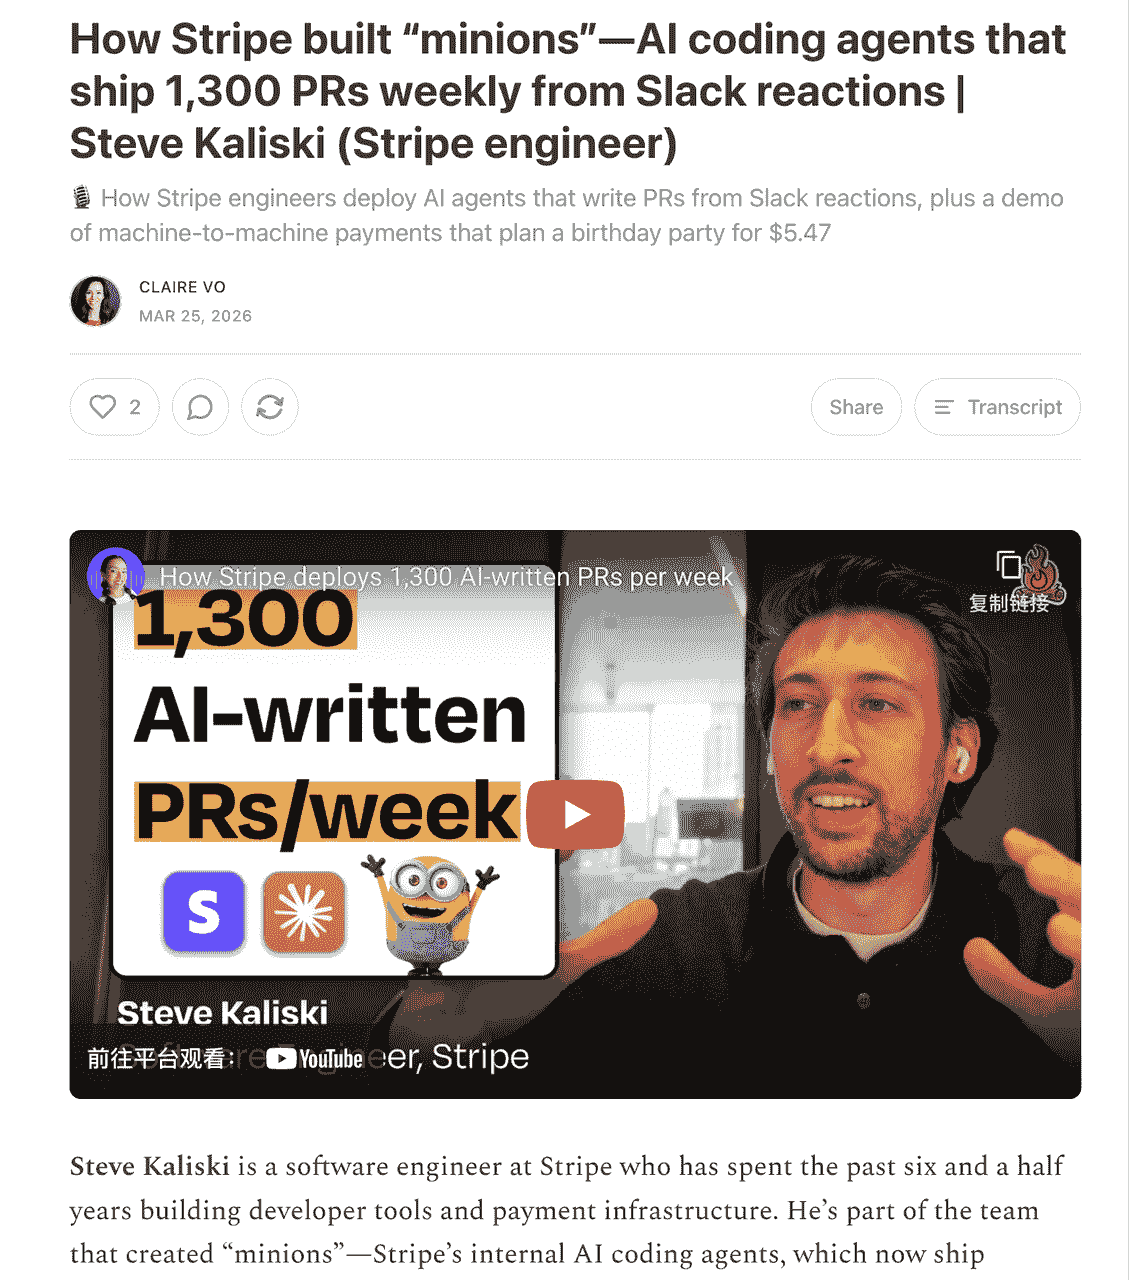 How Stripe built “minions”—AI coding agents that
ship 1,300 PRs weekly from Slack reactions |
Steve Kaliski (Stripe engineer)
🎙️ How Stripe engineers deploy AI agents that write PRs from Slack reactions, plus a demo
of machine-to-machine payments that plan a birthday party for $5.47
CLAIRE VO
MAR 25, 2026
2
Share
Transcript
How Stripe deploys 1,300 AI-written PRs per week
复制链接
1,300
AI-written
PRs/week
S
Steve Kaliski
Software Engineer, Stripe
前往平台观看：
YouTube
Steve Kaliski is a software engineer at Stripe who has spent the past six and a half
years building developer tools and payment infrastructure. He’s part of the team
that created “minions”—Stripe’s internal AI coding agents, which now ship